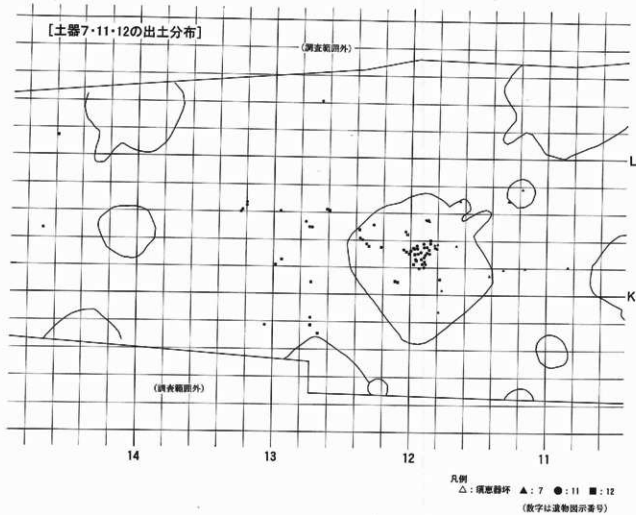 [土器7・11・12の出土分布]
(調査範囲外)
L
K
(調査範囲外)
14
13
12
11
凡例
△:須恵器坏 ▲:7 ●:11 ■:12
(数字は遺物図示番号)